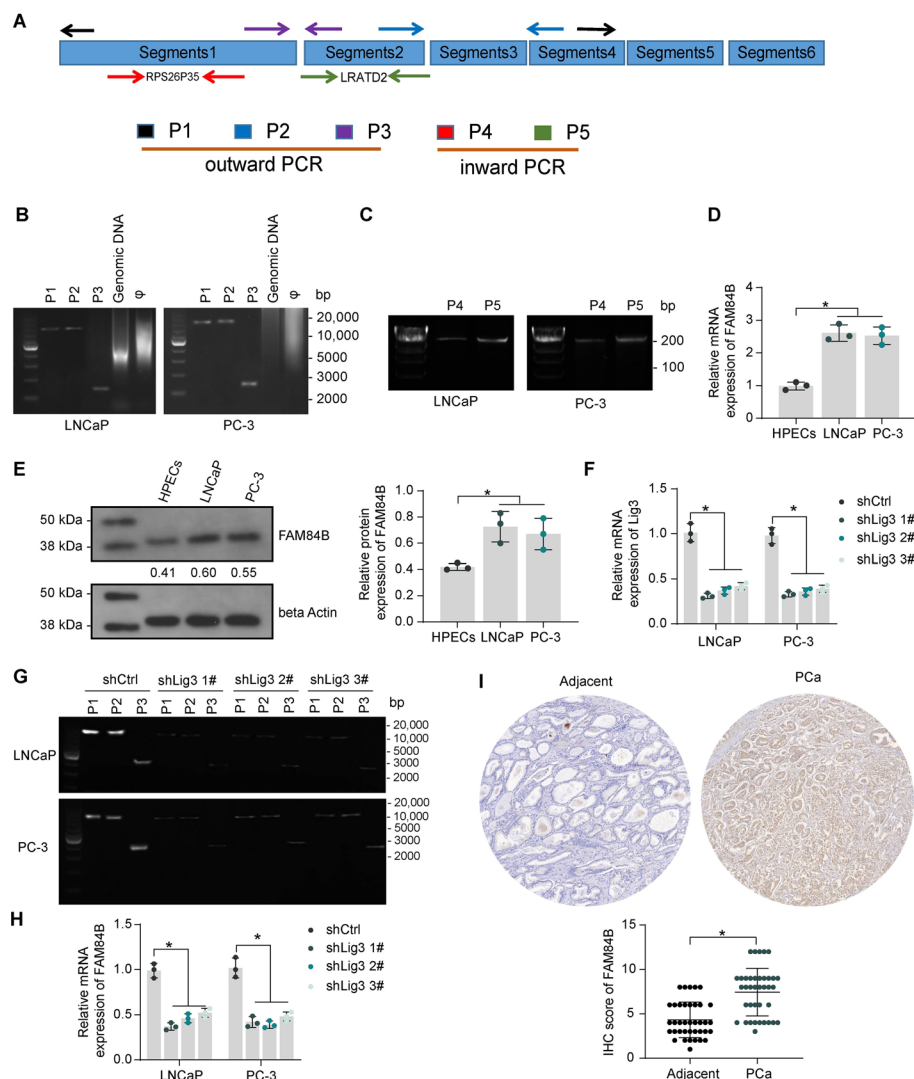 A
Segments1 Segments2 Segments3 Segments4 Segments5 Segments6
RPS26P35 LRATD2
P1 P2 P3 P4 P5
outward PCR inward PCR
B
P1 P2 P3 Genomic DNA φ P1 P2 P3 Genomic DNA φ bp
20,000
10,000
5000
3000
2000
LNCaP PC-3
C
P4 P5 P4 P5 bp
200
100
LNCaP PC-3
D
Relative mRNA
expression of FAM84B
4
3
2
1
0
*
HPECs LNCaP PC-3
E
HPECs LNCaP PC-3
50 kDa
38 kDa
FAM84B
0.41 0.60 0.55
50 kDa
38 kDa
beta Actin
Relative protein
expression of FAM84B
1.0
0.8
0.6
0.4
0.2
0.0
*
HPECs LNCaP PC-3
F
Relative mRNA
expression of Lig3
1.5
1.0
0.5
0.0
* *
LNCaP PC-3
shCtrl
shLig3 1#
shLig3 2#
shLig3 3#
G
shCtrl shLig3 1# shLig3 2# shLig3 3#
P1 P2 P3 P1 P2 P3 P1 P2 P3 P1 P2 P3 bp
LNCaP
20,000
10,000
5000
3000
2000
PC-3
20,000
10,000
5000
3000
2000
H
Relative mRNA
expression of FAM84B
1.5
1.0
0.5
0.0
* *
LNCaP PC-3
shCtrl
shLig3 1#
shLig3 2#
shLig3 3#
I
Adjacent PCa
IHC score of FAM84B
15
10
5
0
*
Adjacent PCa